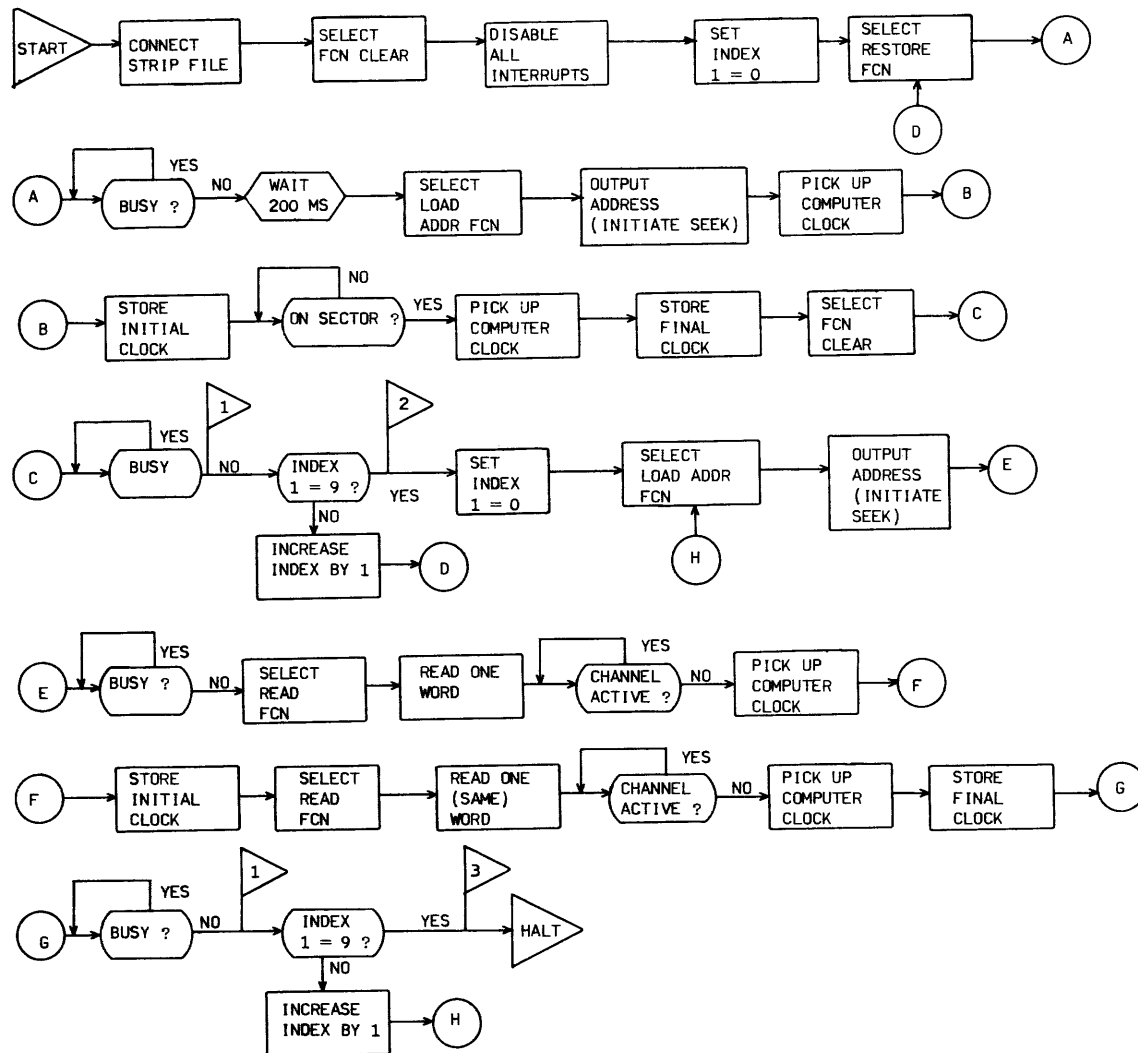 START
CONNECT
STRIP FILE
SELECT
FCN CLEAR
DISABLE
ALL
INTERRUPTS
SET
INDEX
1 = 0
SELECT
RESTORE
FCN
A
D
A
YES
BUSY ?
NO
WAIT
200 MS
SELECT
LOAD
ADDR FCN
OUTPUT
ADDRESS
(INITIATE SEEK)
PICK UP
COMPUTER
CLOCK
B
B
STORE
INITIAL
CLOCK
NO
ON SECTOR ?
YES
PICK UP
COMPUTER
CLOCK
STORE
FINAL
CLOCK
SELECT
FCN
CLEAR
C
C
YES
BUSY
1
NO
INDEX
1 = 9 ?
2
YES
NO
INCREASE
INDEX BY 1
D
SET
INDEX
1 = 0
SELECT
LOAD ADDR
FCN
H
OUTPUT
ADDRESS
(INITIATE
SEEK)
E
E
YES
BUSY ?
NO
SELECT
READ
FCN
READ ONE
WORD
YES
CHANNEL
ACTIVE ?
NO
PICK UP
COMPUTER
CLOCK
F
F
STORE
INITIAL
CLOCK
SELECT
READ
FCN
READ ONE
(SAME)
WORD
YES
CHANNEL
ACTIVE ?
NO
PICK UP
COMPUTER
CLOCK
STORE
FINAL
CLOCK
G
G
YES
BUSY ?
NO
1
INDEX
1 = 9 ?
YES
3
HALT
NO
INCREASE
INDEX BY 1
H